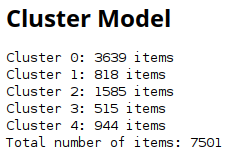 Cluster Model
Cluster 0: 3639 items
Cluster 1: 818 items
Cluster 2: 1585 items
Cluster 3: 515 items
Cluster 4: 944 items
Total number of items: 7501